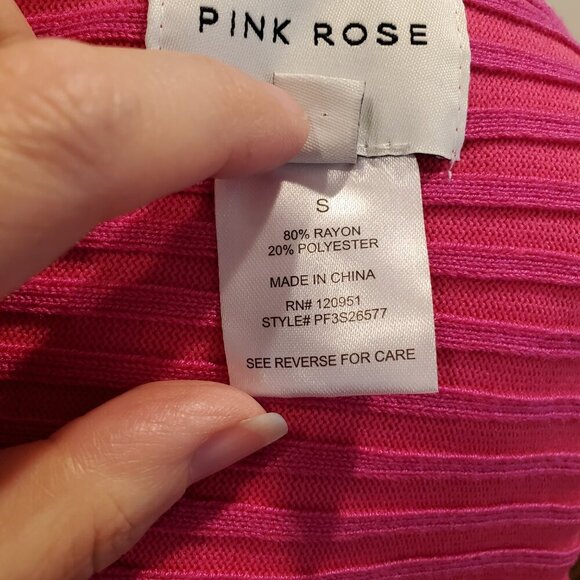 PINK ROSE
S
80% RAYON
20% POLYESTER
MADE IN CHINA
RN# 120951
STYLE# PF3S26577
SEE REVERSE FOR CARE